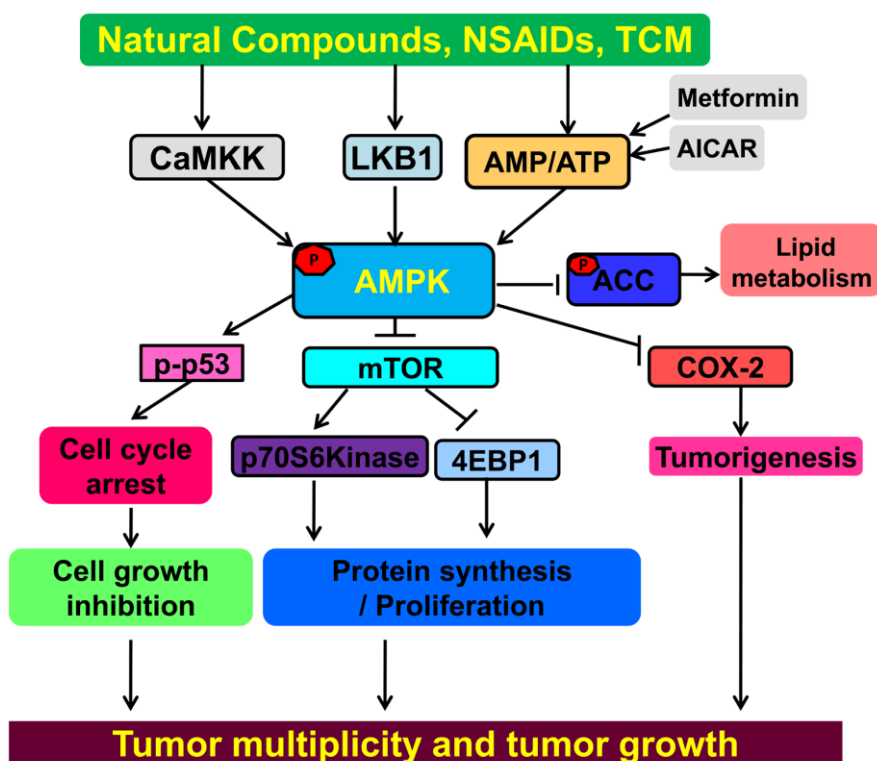 Natural Compounds, NSAIDs, TCM
Metformin
AICAR
CaMKK
LKB1
AMP/ATP
P
AMPK
P
ACC
Lipid
metabolism
p-p53
mTOR
COX-2
Cell cycle
arrest
p70S6Kinase
4EBP1
Tumorigenesis
Cell growth
inhibition
Protein synthesis
/ Proliferation
Tumor multiplicity and tumor growth